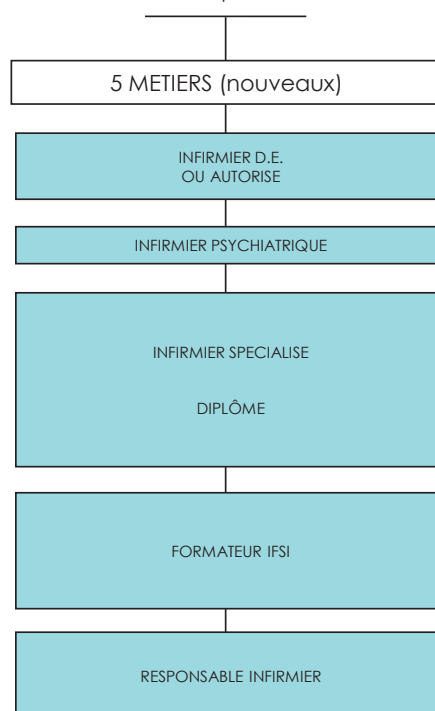 5 METIERS (nouveaux)
INFIRMIER D.E.
OU AUTORISE
INFIRMIER PSYCHIATRIQUE
INFIRMIER SPECIALISE
DIPLÔME
FORMATEUR IFSI
RESPONSABLE INFIRMIER